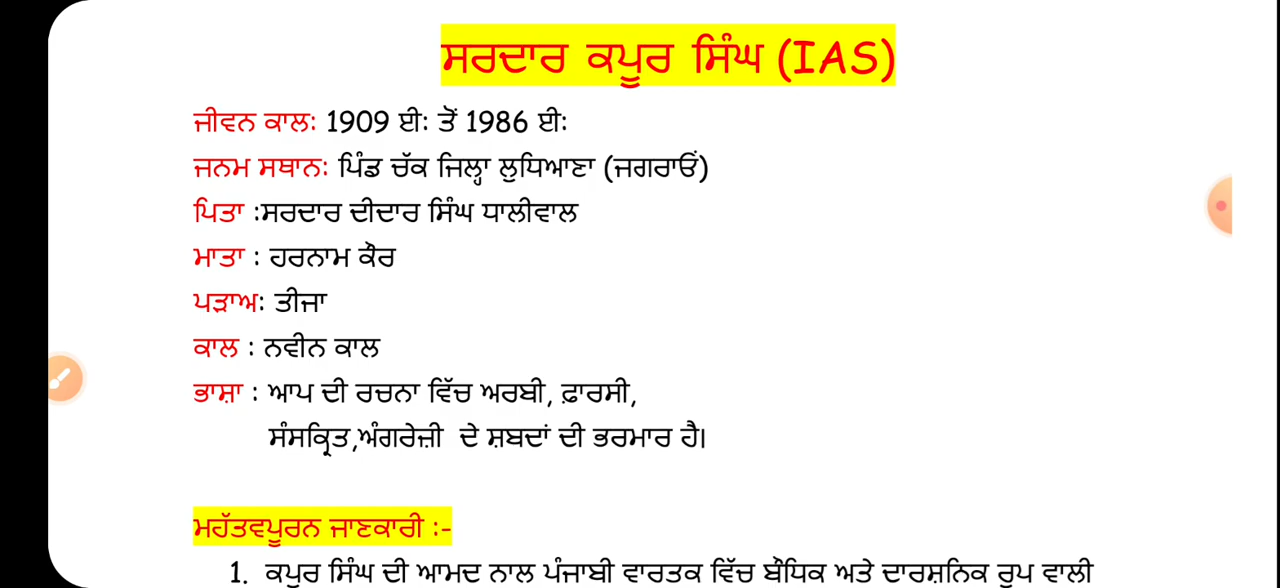 ਸਰਦਾਰ ਕਪੂਰ ਸਿੰਘ (IAS)
ਜੀਵਨ ਕਾਲ: 1909 ਈ: ਤੋਂ 1986 ਈ:
ਜਨਮ ਸਥਾਨ: ਪਿੰਡ ਚੱਕ ਜਿਲ੍ਹਾ ਲੁਧਿਆਣਾ (ਜਗਰਾਓਂ)
ਪਿਤਾ :ਸਰਦਾਰ ਦੀਦਾਰ ਸਿੰਘ ਧਾਲੀਵਾਲ
ਮਾਤਾ : ਹਰਨਾਮ ਕੌਰ
ਪੜਾਅ: ਤੀਜਾ
ਕਾਲ : ਨਵੀਨ ਕਾਲ
ਭਾਸ਼ਾ : ਆਪ ਦੀ ਰਚਨਾ ਵਿੱਚ ਅਰਬੀ, ਫ਼ਾਰਸੀ,
ਸੰਸਕ੍ਰਿਤ,ਅੰਗਰੇਜ਼ੀ ਦੇ ਸ਼ਬਦਾਂ ਦੀ ਭਰਮਾਰ ਹੈ।
ਮਹੱਤਵਪੂਰਨ ਜਾਣਕਾਰੀ :-
1. ਕਪੂਰ ਸਿੰਘ ਦੀ ਆਮਦ ਨਾਲ ਪੰਜਾਬੀ ਵਾਰਤਕ ਵਿੱਚ ਬੌਧਿਕ ਅਤੇ ਦਾਰਸ਼ਨਿਕ ਰੂਪ ਵਾਲੀ